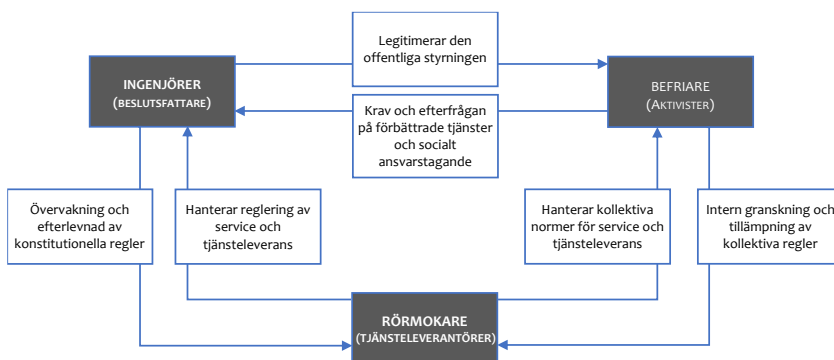 Legitimerar den
offentliga styrningen
INGENJÖRER
(BESLUTSFATTARE)
BEFRIARE
(AKTIVISTER)
Krav och efterfrågan
på förbättrade tjänster
och socialt
ansvarstagande
Övervakning och
efterlevnad av
konstitutionella regler
Hanterar reglering av
service och
tjänsteleverans
Hanterar kollektiva
normer för service och
tjänsteleverans
Intern granskning och
tillämpning av
kollektiva regler
RÖRMOKARE
(TJÄNSTELEVERANTÖRER)